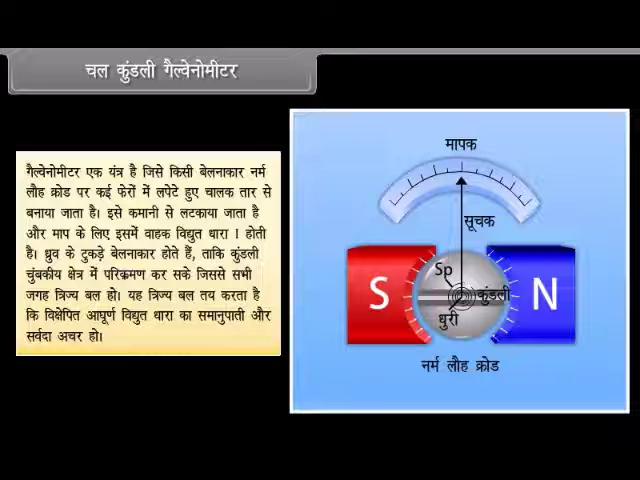 चल कुंडली गैल्वेनोमीटर
गैल्वेनोमीटर एक यंत्र है जिसे किसी बेलनाकार नर्म
लौह क्रोड पर कई फेरों में लपेटे हुए चालक तार से
बनाया जाता है। इसे कमानी से लटकाया जाता है
और माप के लिए इसमें वाहक विद्युत धारा I होती
है। ध्रुव के टुकड़े बेलनाकार होते हैं, ताकि कुंडली
चुंबकीय क्षेत्र में परिक्रमण कर सके जिससे सभी
जगह त्रिज्य बल हो। यह त्रिज्य बल तय करता है
कि विक्षेपित आघूर्ण विद्युत धारा का समानुपाती और
सर्वदा अचर हो।
मापक
सूचक
Sp
S
कुंडली
N
धुरी
नर्म लौह क्रोड